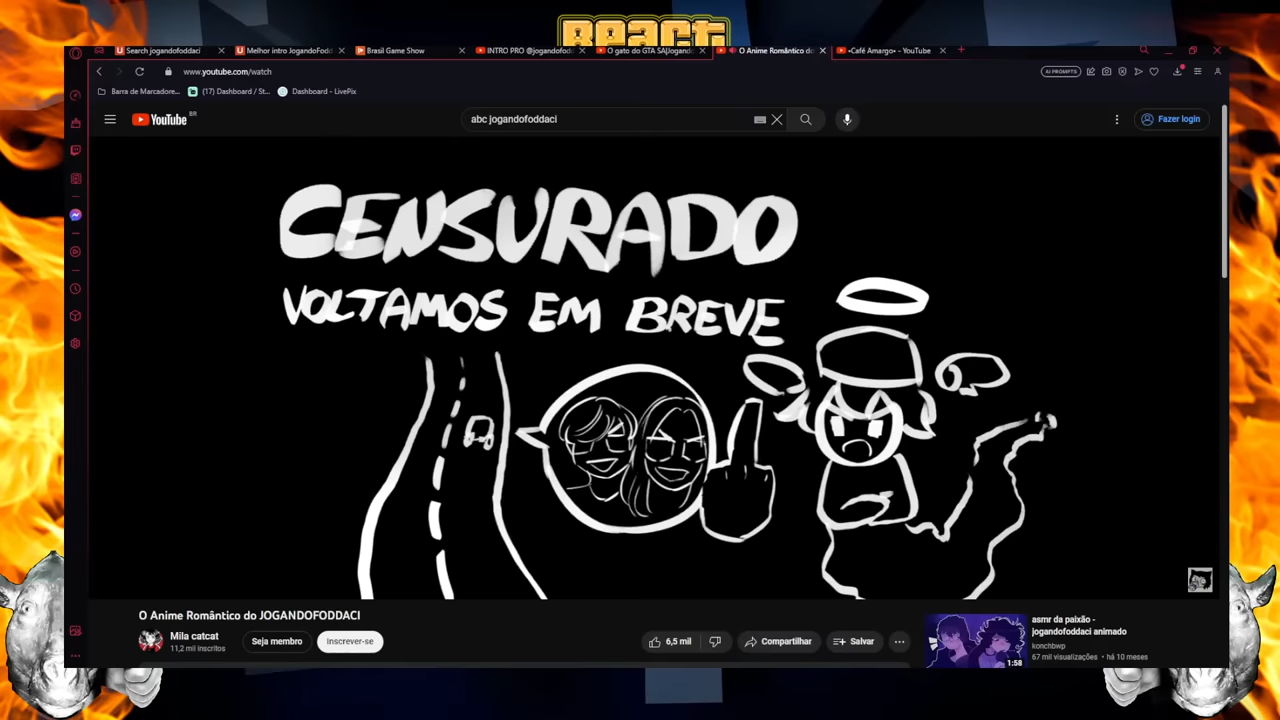 React
Search jogandofoddaci
Melhor intro JogandoFodd
Brasil Game Show
INTRO PRO @jogandofod
O gato do GTA SA|Jogand
O Anime Romântico do
•Café Amargo• - YouTube
www.youtube.com/watch
AI PROMPTS
Barra de Marcadore...
(17) Dashboard / St...
Dashboard - LivePix
YouTube BR
abc jogandofoddaci
Fazer login
CENSURADO
VOLTAMOS EM BREVE
O Anime Romântico do JOGANDOFODDACI
Mila catcat
11,2 mil inscritos
Seja membro
Inscrever-se
6,5 mil
Compartilhar
Salvar
asmr da paixão -
jogandofoddaci animado
konchbwp
67 mil visualizações • há 10 meses
1:58